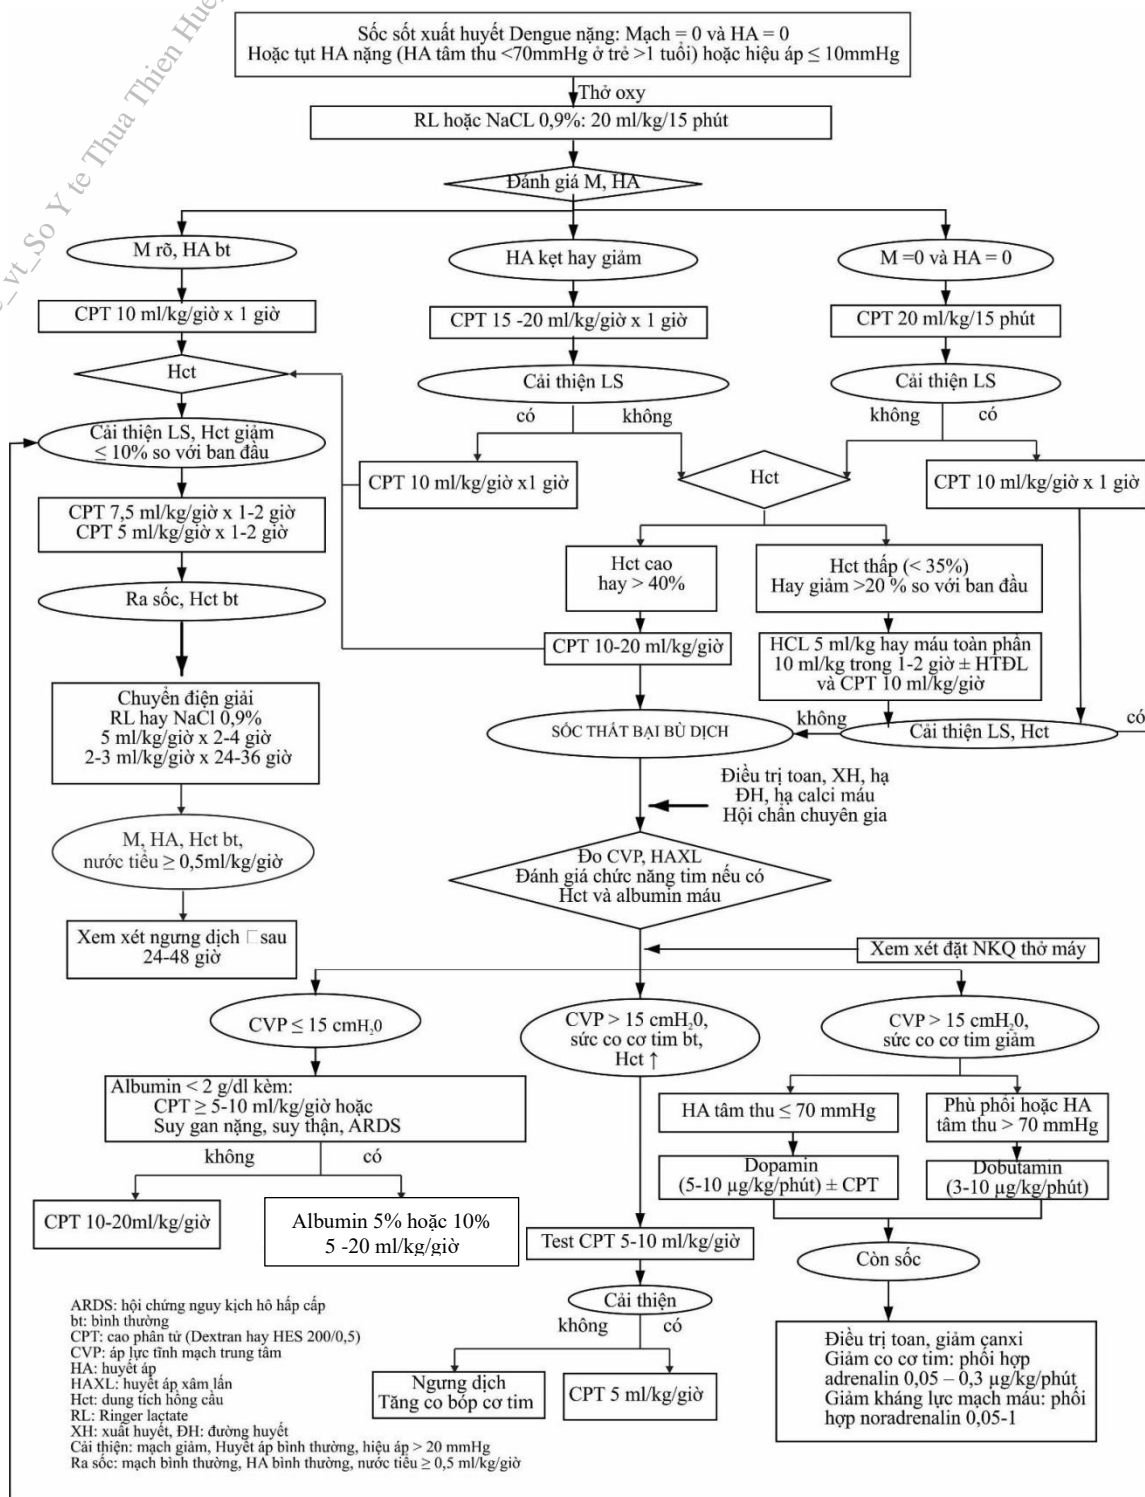 Sốc sốt xuất huyết Dengue nặng: Mạch = 0 và HA = 0
Hoặc tụt HA nặng (HA tâm thu <70mmHg ở trẻ >1 tuổi) hoặc hiệu áp ≤ 10mmHg
Thở oxy
RL hoặc NaCL 0,9%: 20 ml/kg/15 phút
Đánh giá M, HA
vt_So Y te Thua Thien Hue
M rõ, HA bt
HA kẹt hay giảm
M =0 và HA = 0
CPT 10 ml/kg/giờ x 1 giờ
CPT 15 -20 ml/kg/giờ x 1 giờ
CPT 20 ml/kg/15 phút
Hct
Cải thiện LS
Cải thiện LS
có
không
không
có
Cải thiện LS, Hct giảm
≤ 10% so với ban đầu
CPT 10 ml/kg/giờ x1 giờ
Hct
CPT 10 ml/kg/giờ x 1 giờ
CPT 7,5 ml/kg/giờ x 1-2 giờ
CPT 5 ml/kg/giờ x 1-2 giờ
Hct cao
hay > 40%
Hct thấp (< 35%)
Hay giảm >20 % so với ban đầu
Ra sốc, Hct bt
CPT 10-20 ml/kg/giờ
HCL 5 ml/kg hay máu toàn phần
10 ml/kg trong 1-2 giờ ± HTĐL
và CPT 10 ml/kg/giờ
Chuyển điện giải
RL hay NaCl 0,9%
5 ml/kg/giờ x 2-4 giờ
2-3 ml/kg/giờ x 24-36 giờ
SỐC THẤT BẠI BÙ DỊCH
không
Cải thiện LS, Hct
có
Điều trị toan, XH, hạ
ĐH, hạ calci máu
Hội chẩn chuyên gia
M, HA, Hct bt,
nước tiểu ≥ 0,5ml/kg/giờ
Đo CVP, HAXL
Đánh giá chức năng tim nếu có
Hct và albumin máu
Xem xét ngưng dịch □sau
24-48 giờ
Xem xét đặt NKQ thở máy
CVP ≤ 15 cmH₂0
CVP > 15 cmH₂0,
sức co cơ tim bt,
Hct ↑
CVP > 15 cmH₂0,
sức co cơ tim giảm
Albumin < 2 g/dl kèm:
CPT ≥ 5-10 ml/kg/giờ hoặc
Suy gan nặng, suy thận, ARDS
HA tâm thu ≤ 70 mmHg
Phù phổi hoặc HA
tâm thu > 70 mmHg
không
có
Dopamin
(5-10 µg/kg/phút) ± CPT
Dobutamin
(3-10 µg/kg/phút)
CPT 10-20ml/kg/giờ
Albumin 5% hoặc 10%
5 -20 ml/kg/giờ
Test CPT 5-10 ml/kg/giờ
Còn sốc
Cải thiện
không
có
Ngưng dịch
Tăng co bóp cơ tim
CPT 5 ml/kg/giờ
Điều trị toan, giảm canxi
Giảm co cơ tim: phối hợp
adrenalin 0,05 – 0,3 µg/kg/phút
Giảm kháng lực mạch máu: phối
hợp noradrenalin 0,05-1
ARDS: hội chứng nguy kịch hô hấp cấp
bt: bình thường
CPT: cao phân tử (Dextran hay HES 200/0,5)
CVP: áp lực tĩnh mạch trung tâm
HA: huyết áp
HAXL: huyết áp xâm lấn
Hct: dung tích hồng cầu
RL: Ringer lactate
XH: xuất huyết, ĐH: đường huyết
Cải thiện: mạch giảm, Huyết áp bình thường, hiệu áp > 20 mmHg
Ra sốc: mạch bình thường, HA bình thường, nước tiểu ≥ 0,5 ml/kg/giờ